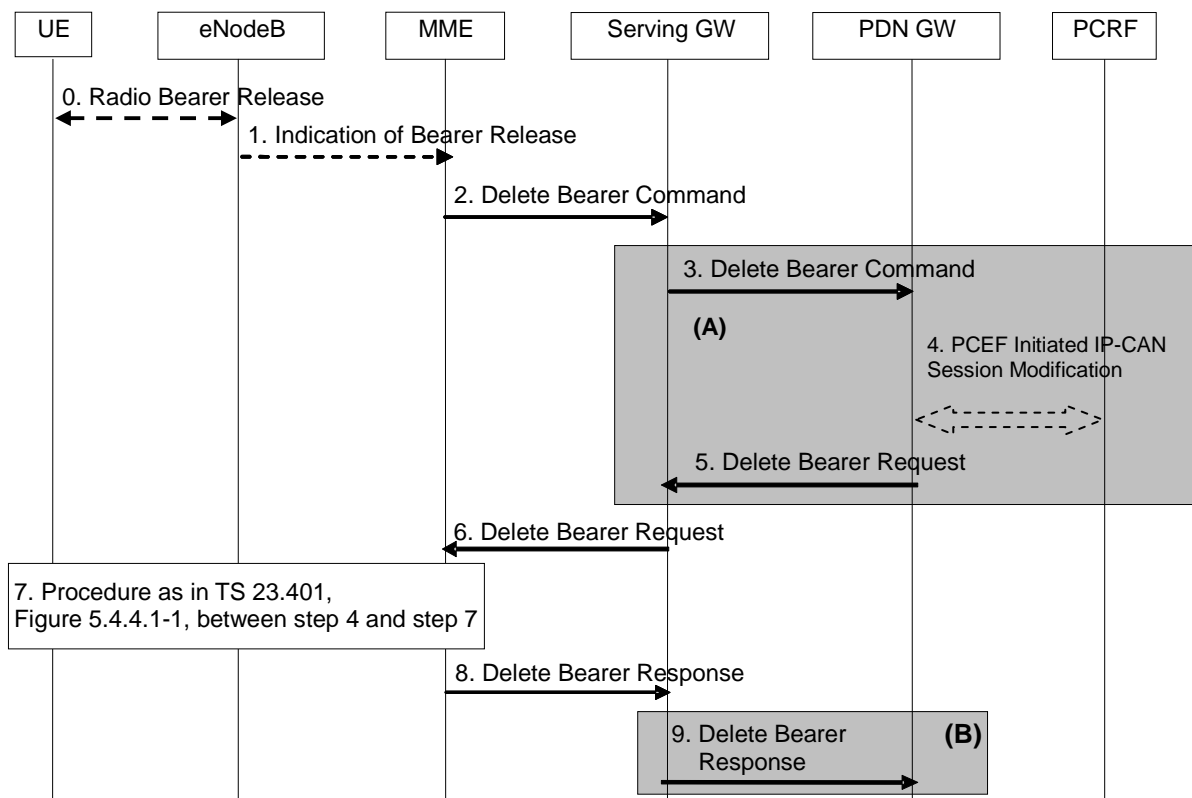 UE
eNodeB
MME
Serving GW
PDN GW
PCRF
0. Radio Bearer Release
1. Indication of Bearer Release
2. Delete Bearer Command
3. Delete Bearer Command
(A)
4. PCEF Initiated IP-CAN
Session Modification
5. Delete Bearer Request
6. Delete Bearer Request
7. Procedure as in TS 23.401,
Figure 5.4.4.1-1, between step 4 and step 7
8. Delete Bearer Response
9. Delete Bearer
Response
(B)